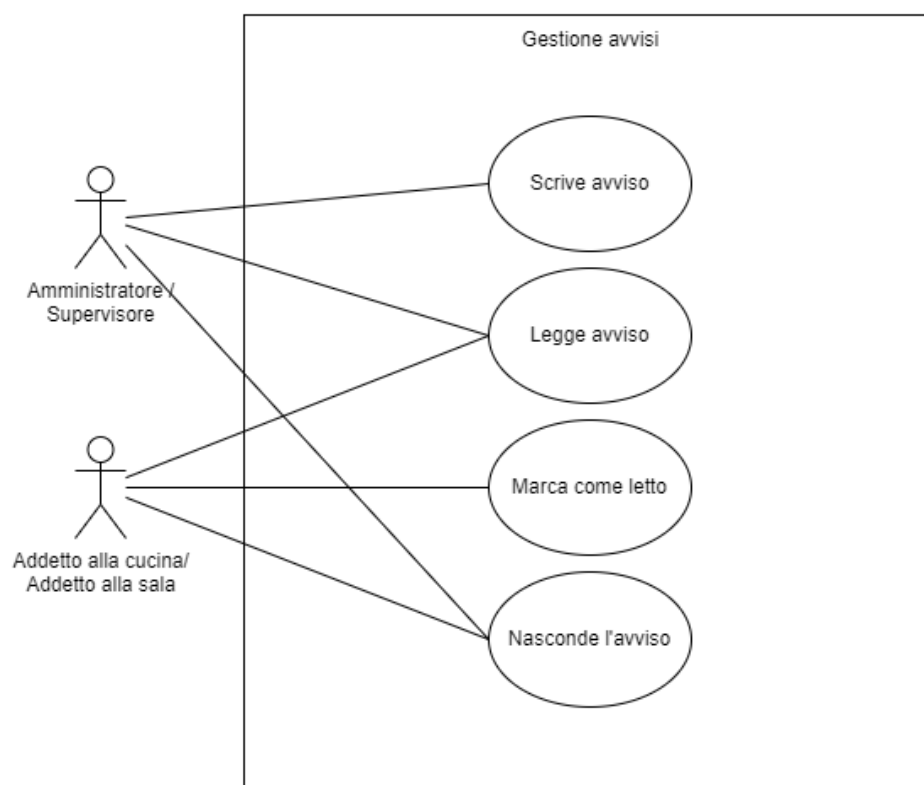 Gestione avvisi
Scrive avviso
Amministratore /
Supervisore
Legge avviso
Marca come letto
Addetto alla cucina/
Addetto alla sala
Nasconde l'avviso